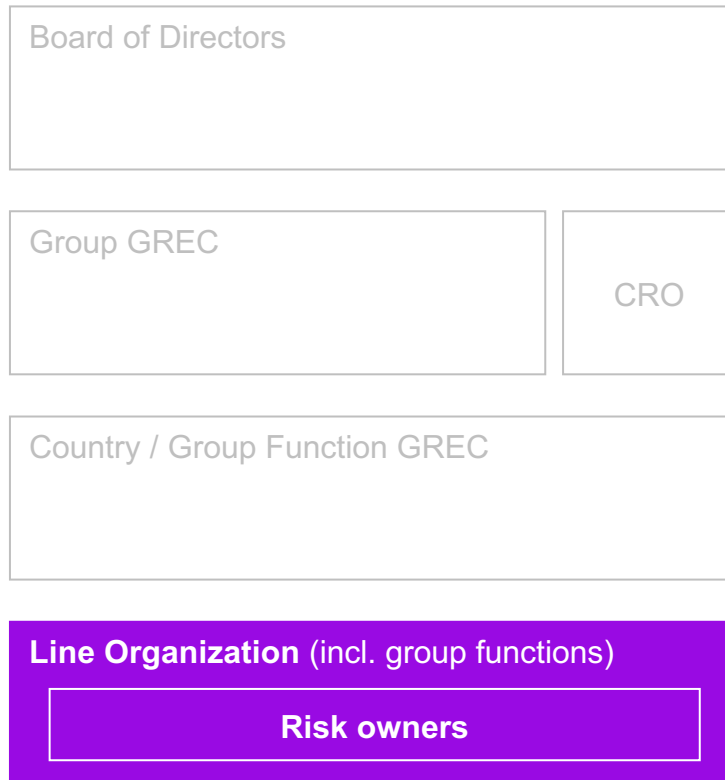 Board of Directors
Group GREC
CRO
Country / Group Function GREC
Line Organization (incl. group functions)
Risk owners